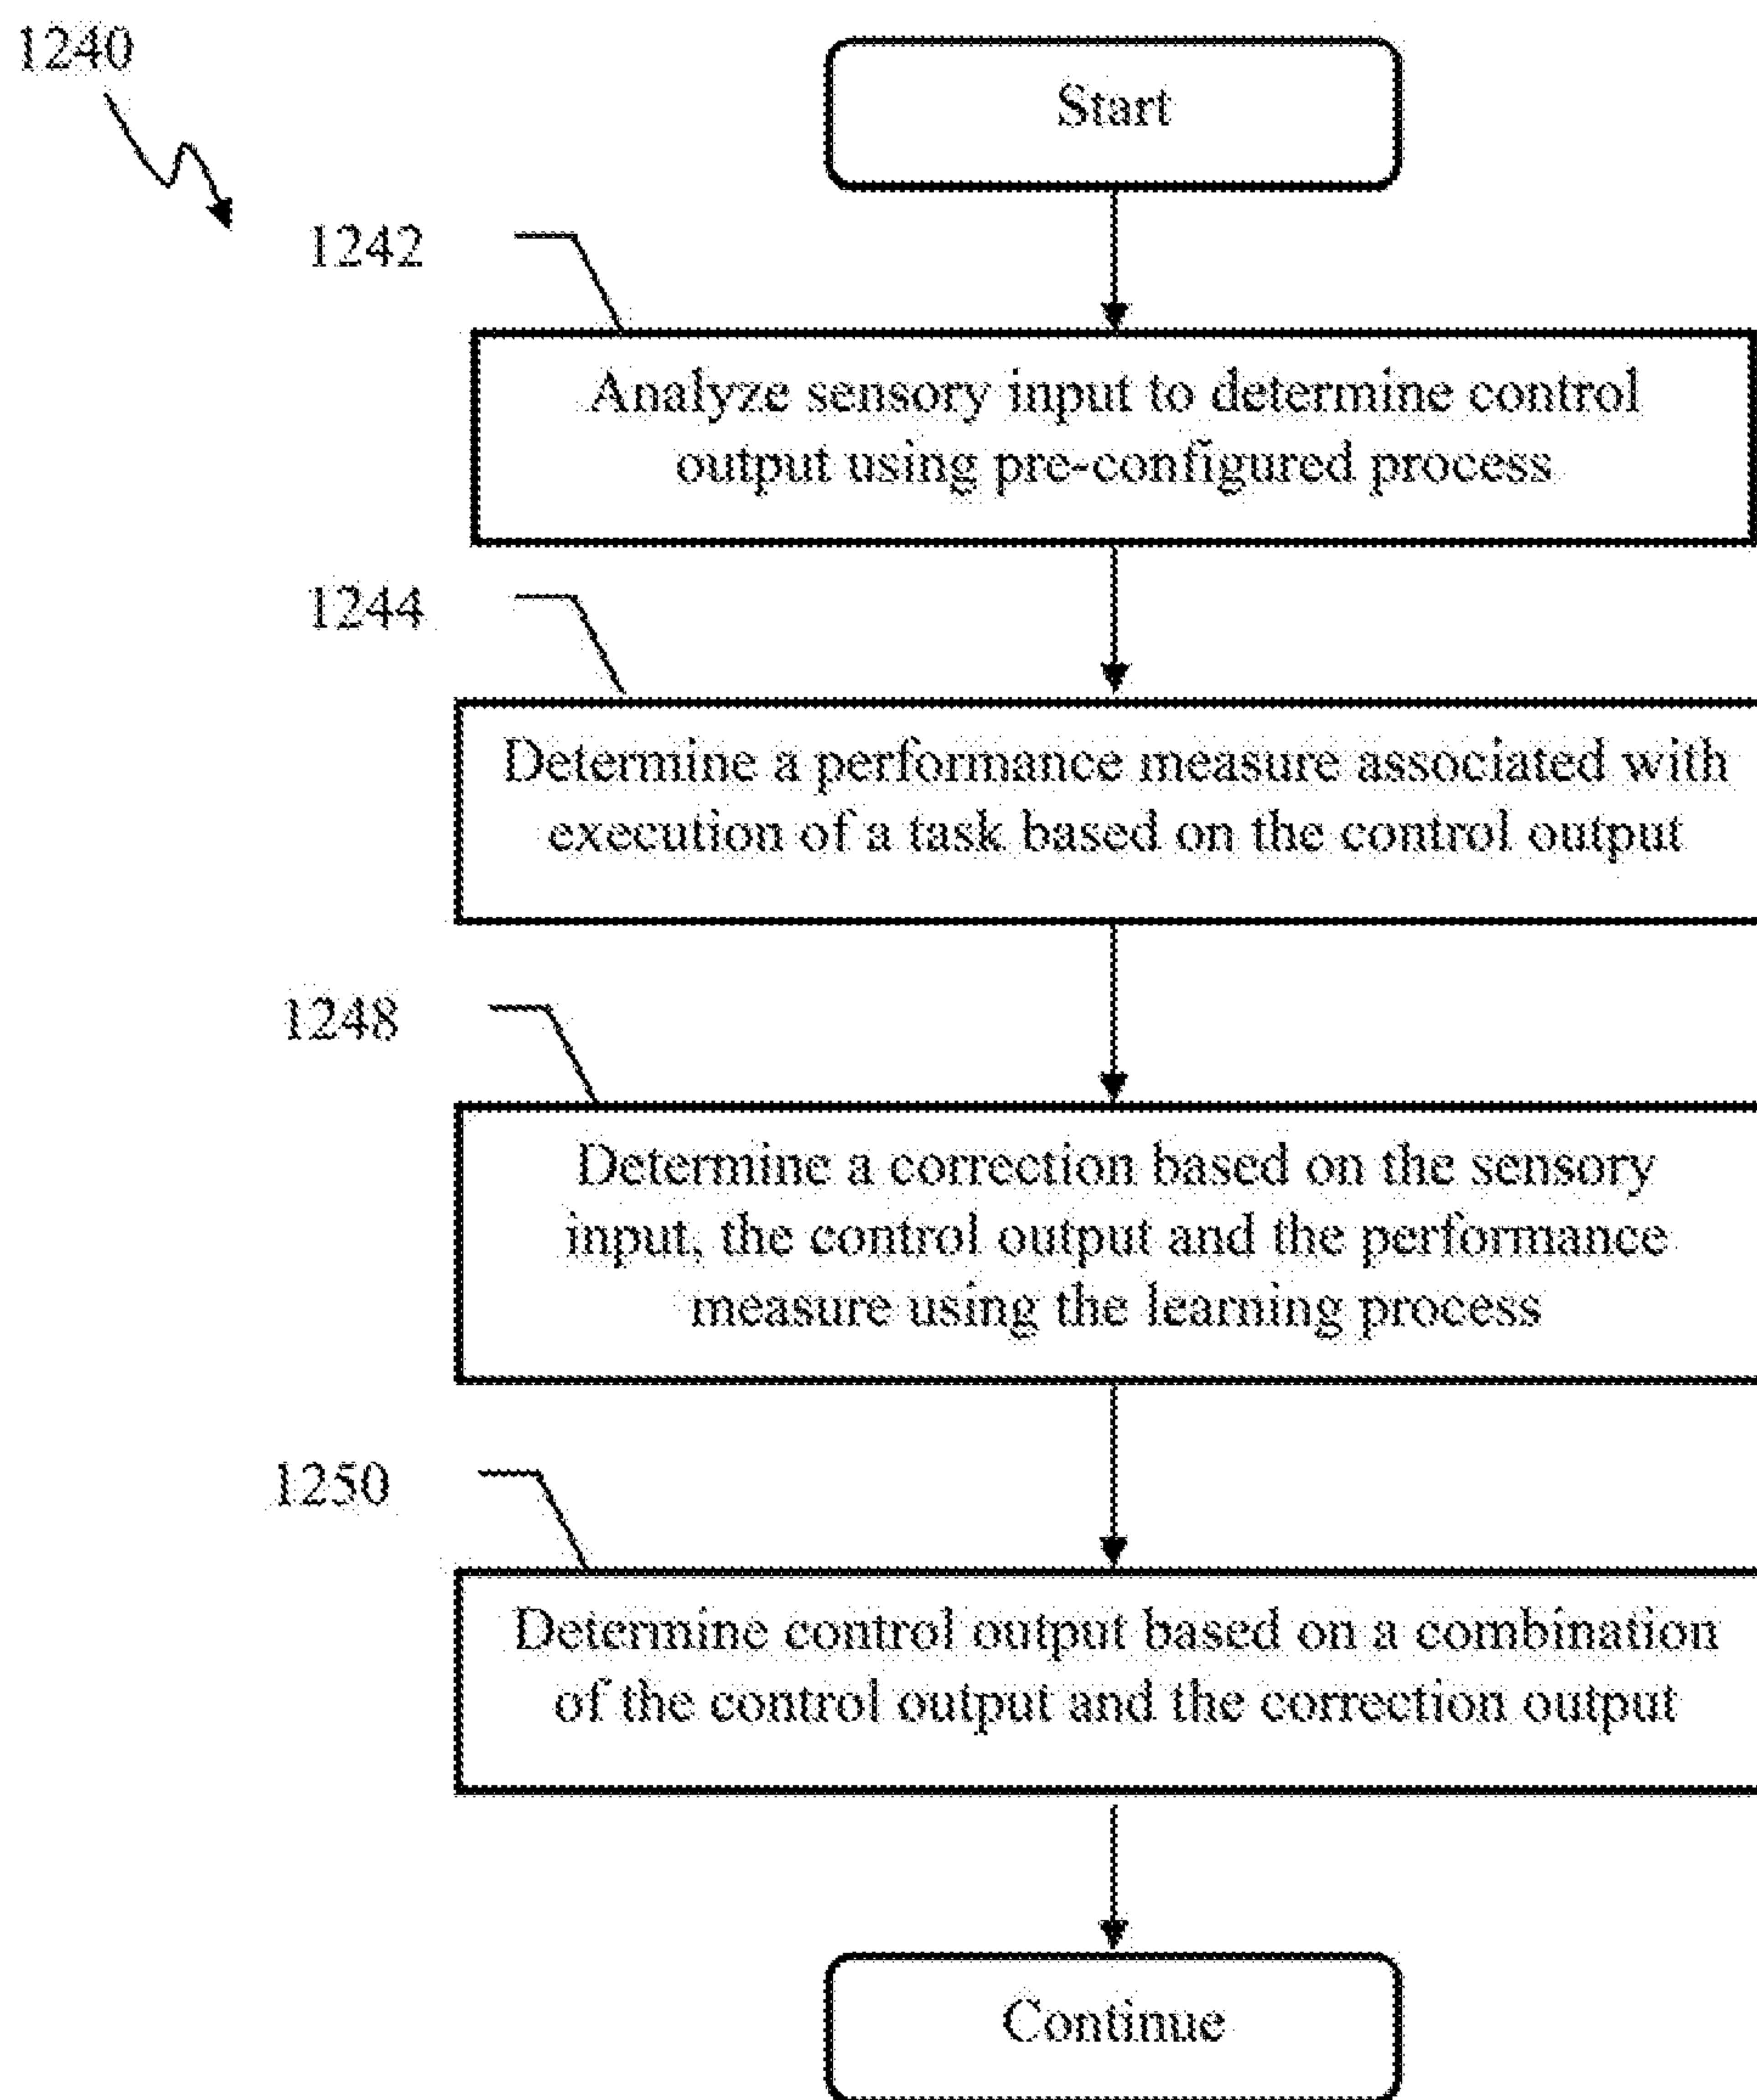 1240
Start
1242
Analyze sensory input to determine control
output using pre-configured process
1244
Determine a performance measure associated with
execution of a task based on the control output
1248
Determine a correction based on the sensory
input, the control output and the performance
measure using the learning process
1250
Determine control output based on a combination
of the control output and the correction output
Continue